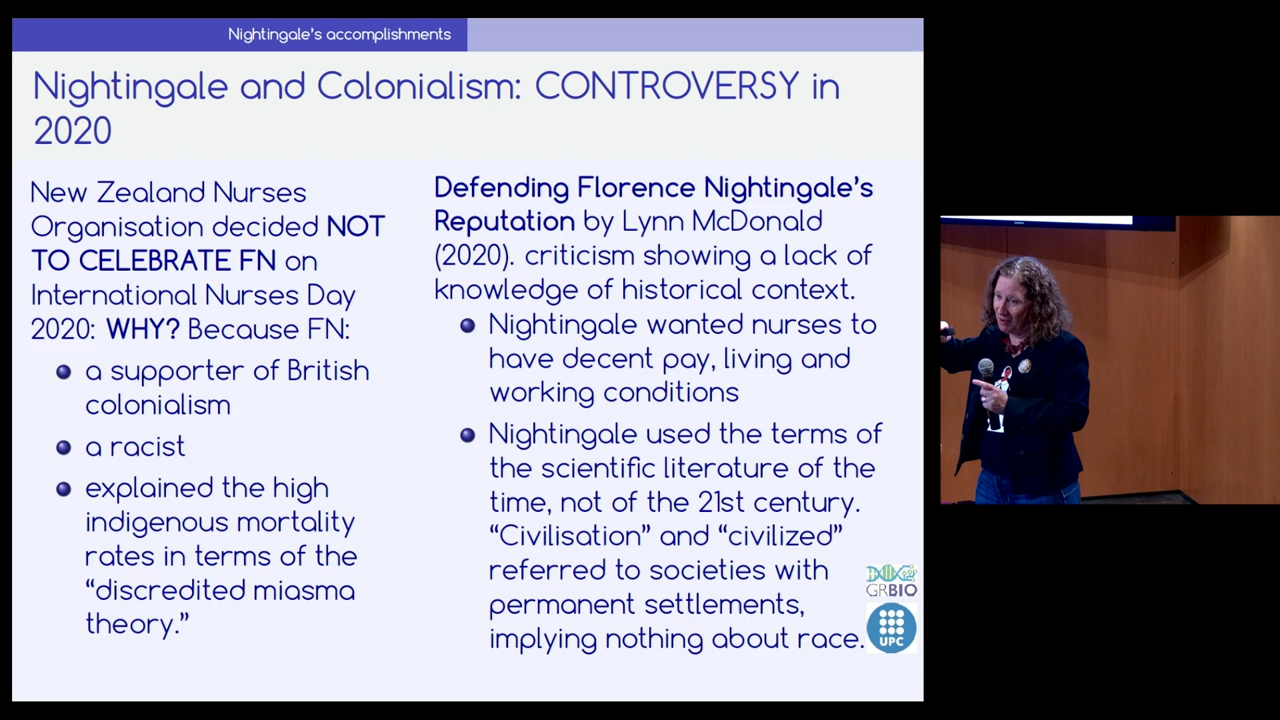 Nightingale's accomplishments
Nightingale and Colonialism: CONTROVERSY in
2020
New Zealand Nurses
Organisation decided NOT
TO CELEBRATE FN on
International Nurses Day
2020: WHY? Because FN:
a supporter of British
colonialism
a racist
explained the high
indigenous mortality
rates in terms of the
“discredited miasma
theory.”
Defending Florence Nightingale's
Reputation by Lynn McDonald
(2020). criticism showing a lack of
knowledge of historical context.
Nightingale wanted nurses to
have decent pay, living and
working conditions
Nightingale used the terms of
the scientific literature of the
time, not of the 21st century.
“Civilisation” and “civilized”
referred to societies with
permanent settlements,
implying nothing about race.
GRBIO
UPC